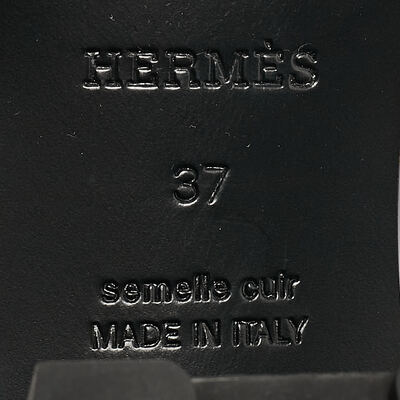 HERMÈS
37
semelle cuir
MADE IN ITALY